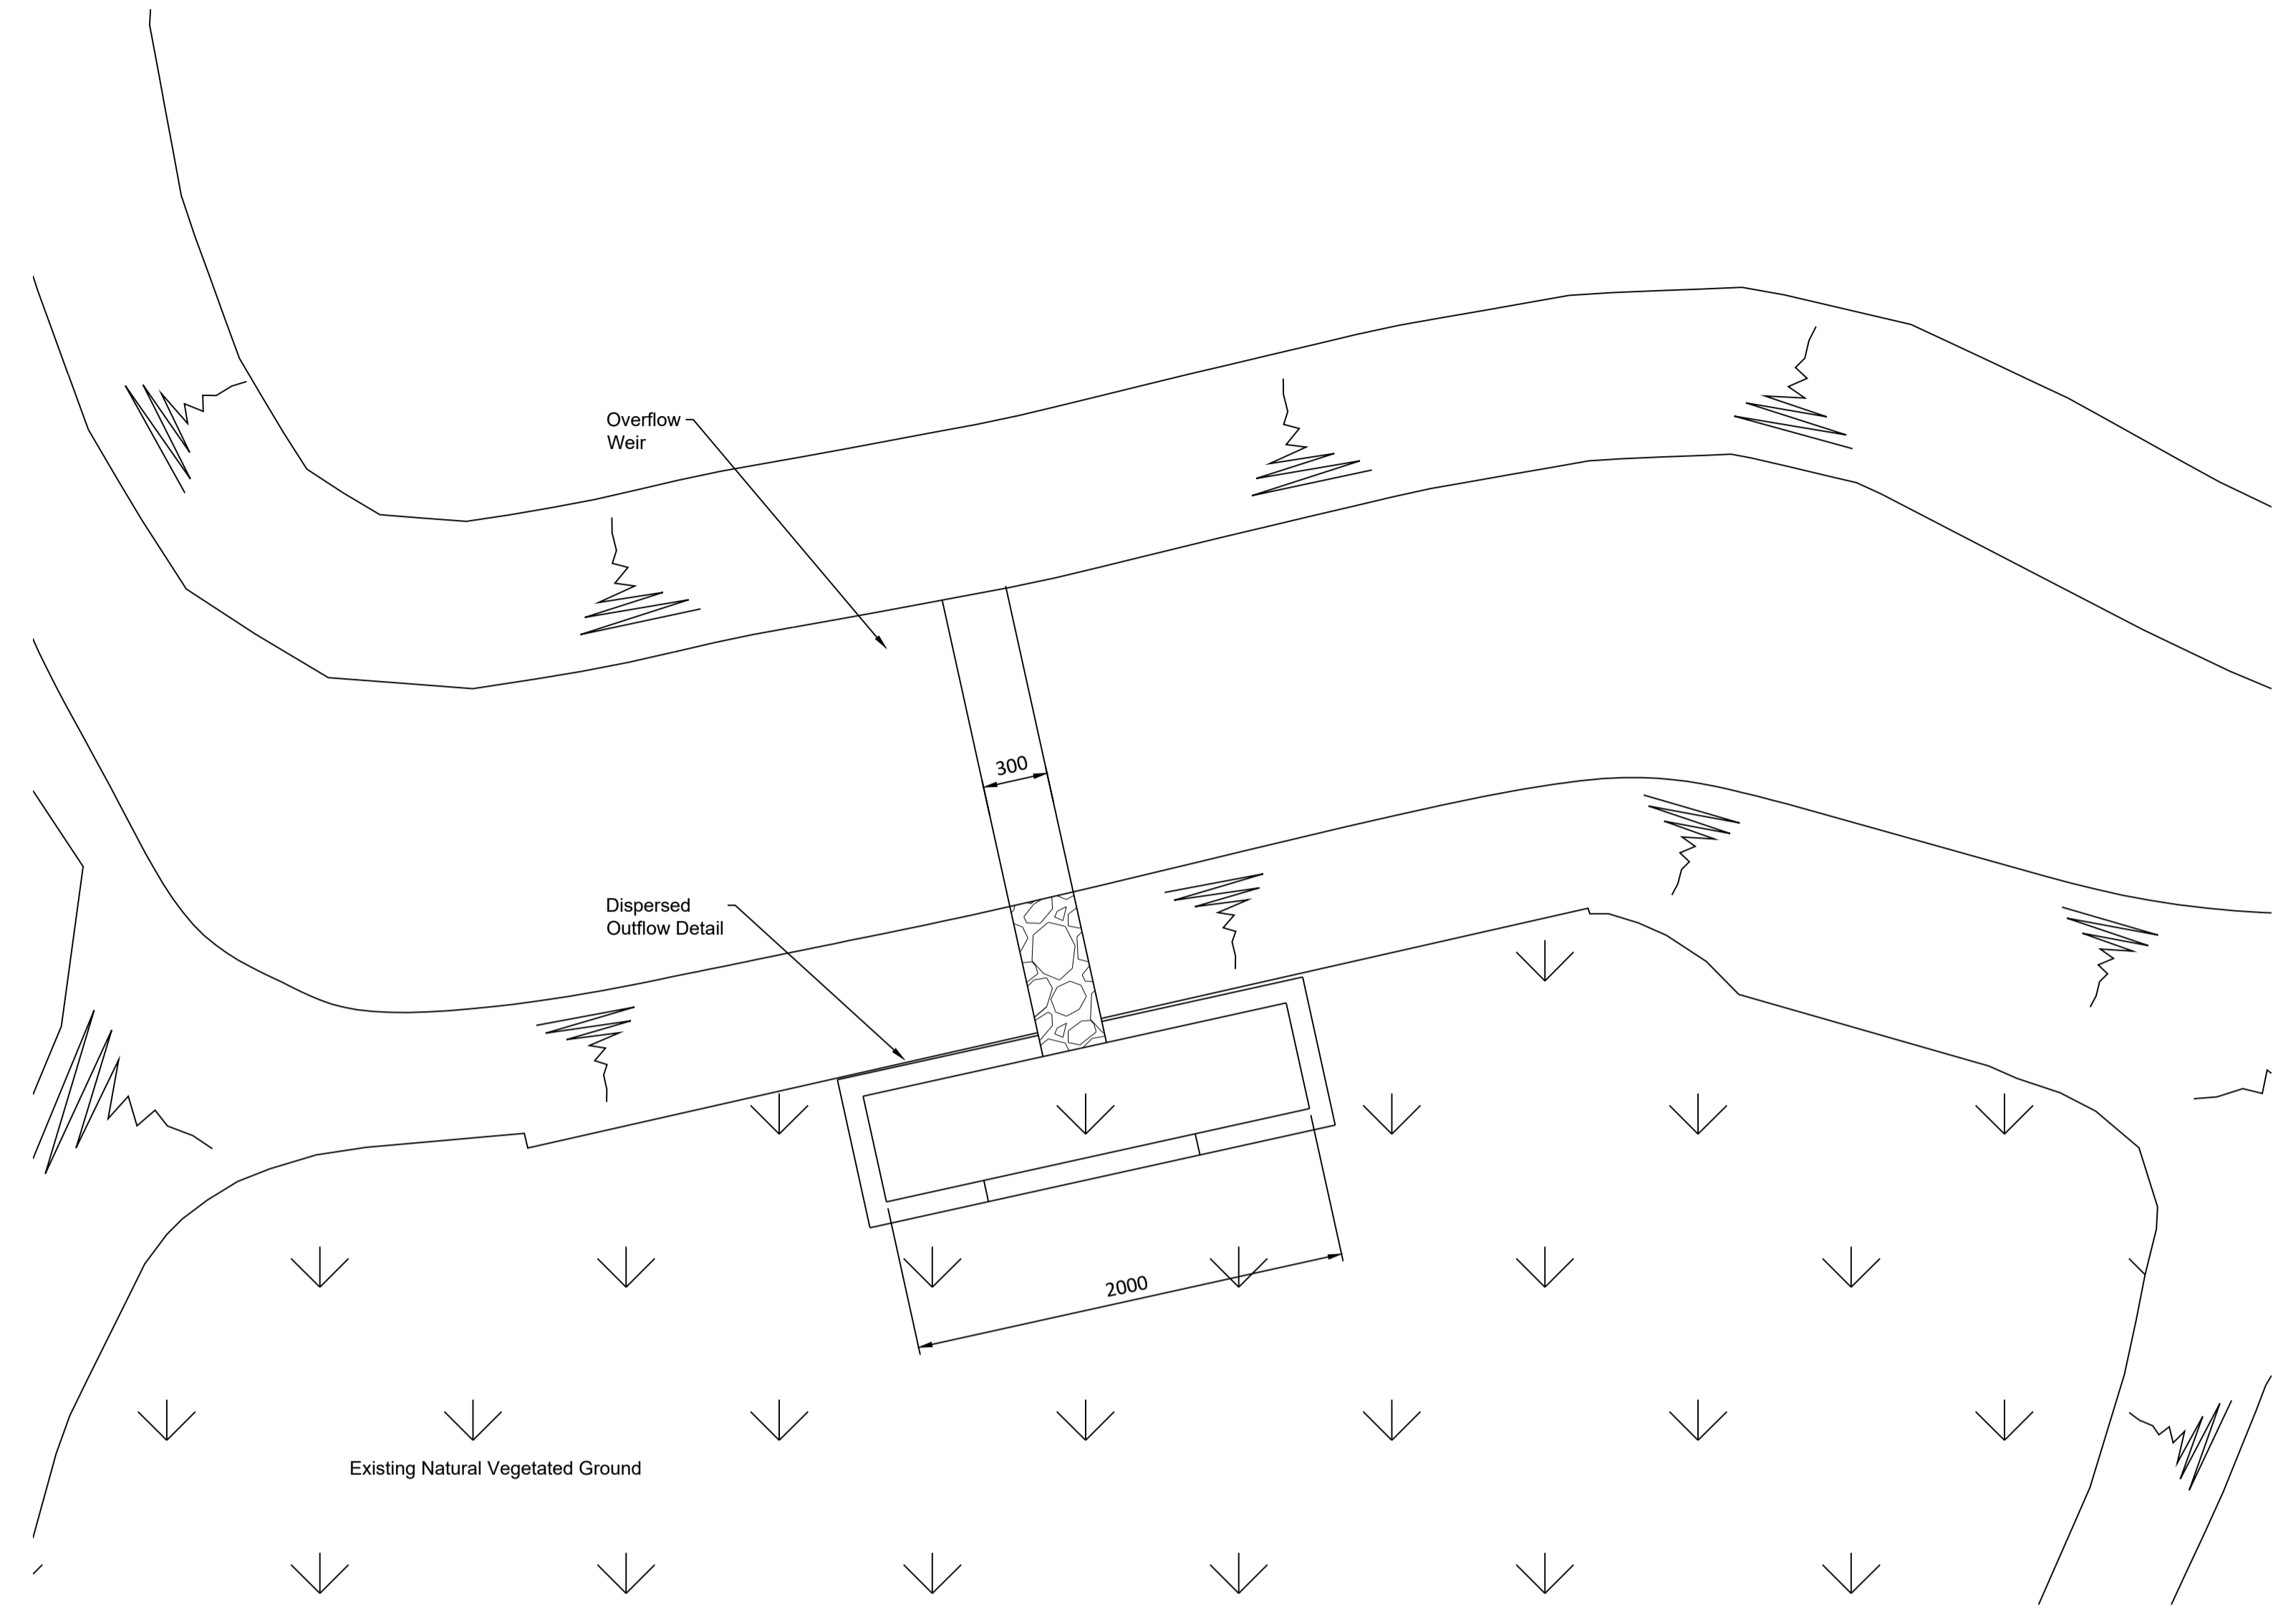 Overflow
Weir
300
Dispersed
Outflow Detail
2000
Existing Natural Vegetated Ground